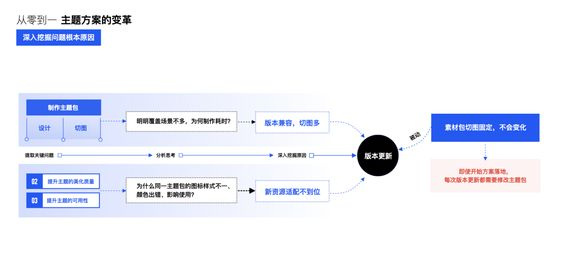 从零到一 主题方案的变革
深入挖掘问题根本原因
制作主题包
设计
切图
明明覆盖场景不多，为何制作耗时？
版本兼容，切图多
提取关键问题
分析思考
深入挖掘原因
版本更新
被动
素材包切图固定，不会变化
即使开始方案落地，
每次版本更新都需要修改主题包
02 提升主题的美化质量
03 提升主题的可用性
为什么同一主题包的图标样式不一、
颜色出错，影响使用？
新资源适配不到位